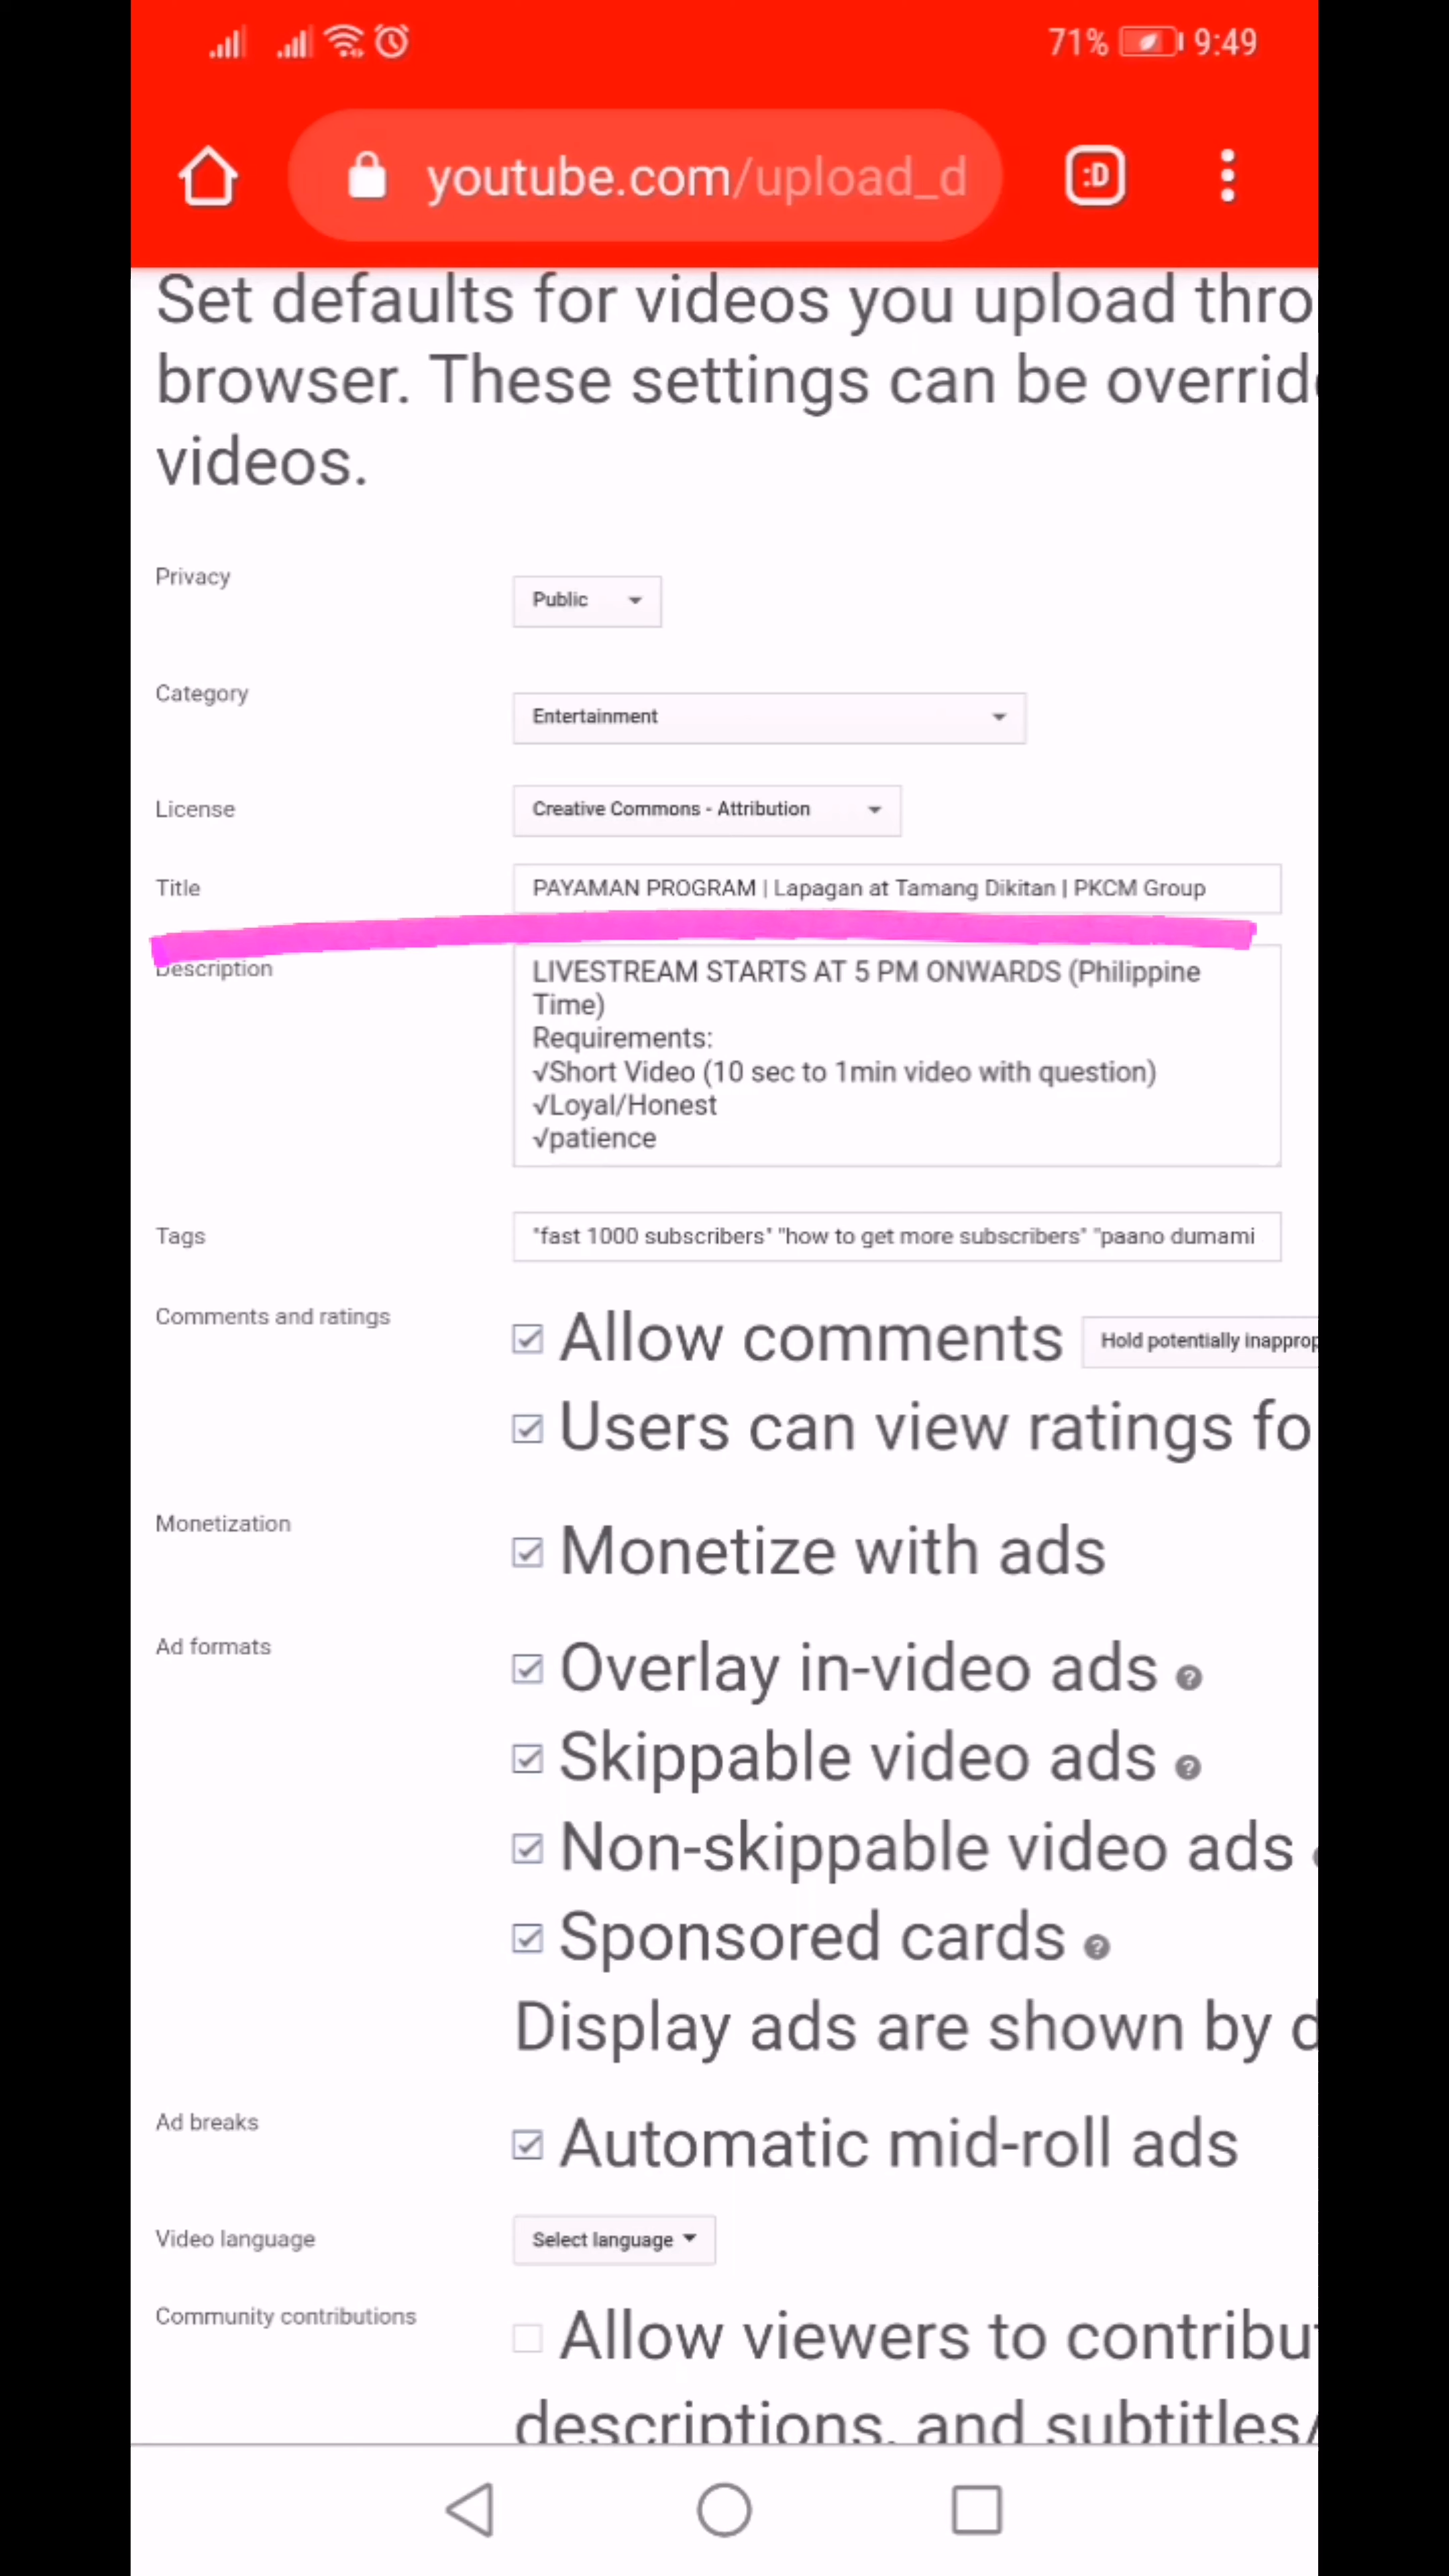 71% 9:49
youtube.com/upload_d
:D
Set defaults for videos you upload thro
browser. These settings can be overrid
videos.
Privacy
Public
Category
Entertainment
License
Creative Commons - Attribution
Title
PAYAMAN PROGRAM | Lapagan at Tamang Dikitan | PKCM Group
Description
LIVESTREAM STARTS AT 5 PM ONWARDS (Philippine
Time)
Requirements:
√Short Video (10 sec to 1min video with question)
√Loyal/Honest
√patience
Tags
"fast 1000 subscribers" "how to get more subscribers" "paano dumami
Comments and ratings
Allow comments
Hold potentially inapprop
Users can view ratings fo
Monetization
Monetize with ads
Ad formats
Overlay in-video ads ?
Skippable video ads ?
Non-skippable video ads
Sponsored cards ?
Display ads are shown by d
Ad breaks
Automatic mid-roll ads
Video language
Select language
Community contributions
Allow viewers to contribu
descriptions, and subtitles/